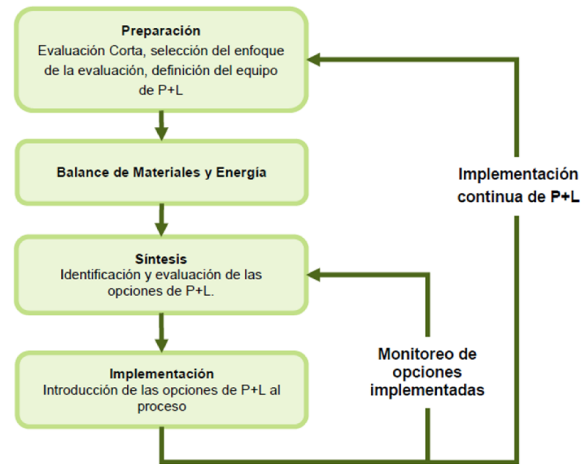 Preparación
Evaluación Corta, selección del enfoque
de la evaluación, definición del equipo
de P+L
Balance de Materiales y Energía
Síntesis
Identificación y evaluación de las
opciones de P+L.
Implementación
Introducción de las opciones de P+L al
proceso
Implementación
continua de P+L
Monitoreo de
opciones
implementadas